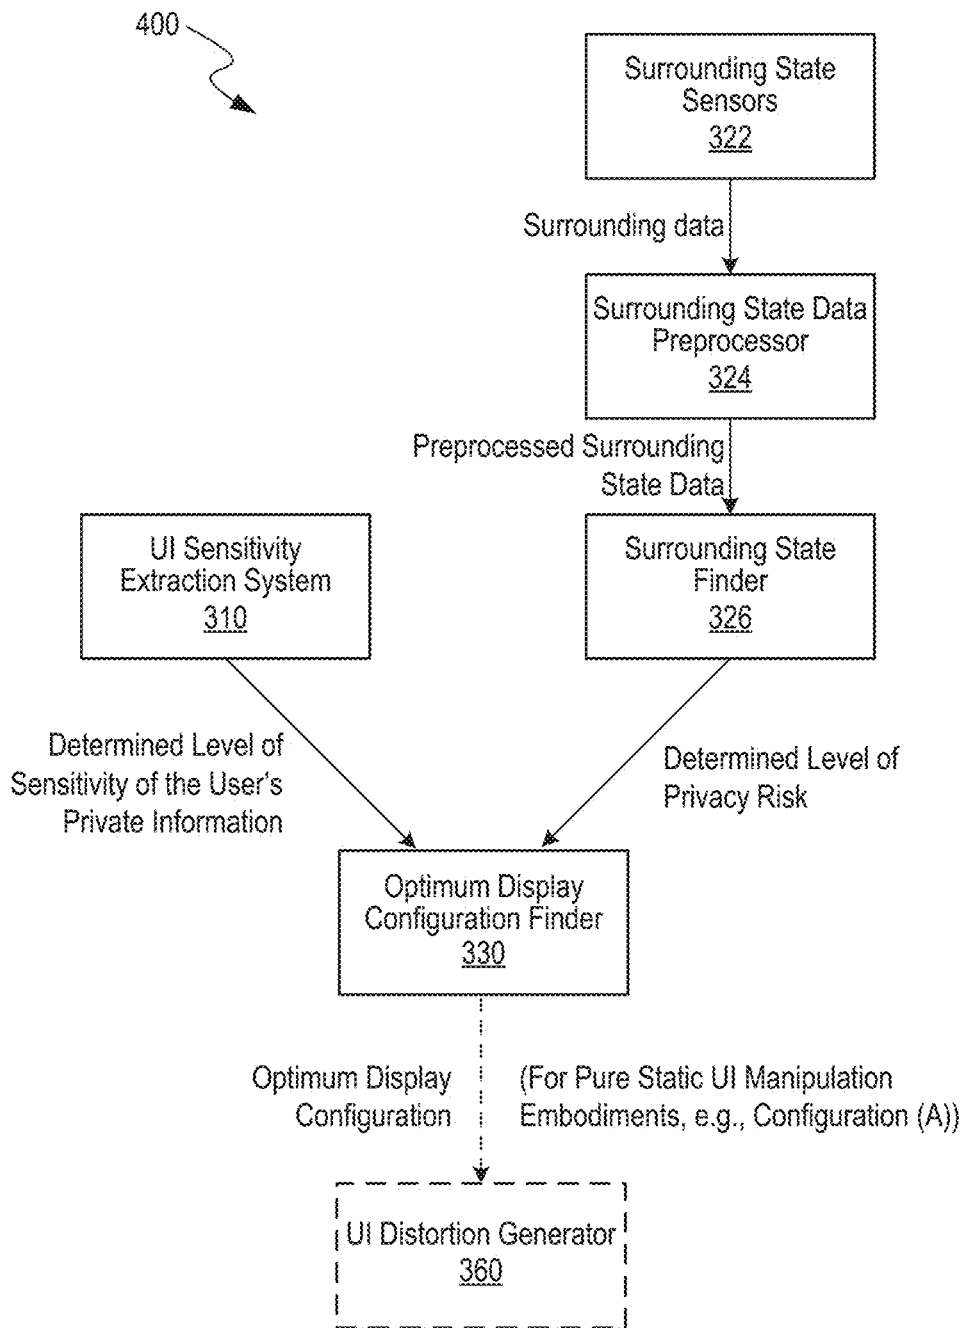 400
Surrounding State
Sensors
322
Surrounding data
Surrounding State Data
Preprocessor
324
Preprocessed Surrounding
State Data
UI Sensitivity
Extraction System
310
Surrounding State
Finder
326
Determined Level of
Sensitivity of the User's
Private Information
Determined Level of
Privacy Risk
Optimum Display
Configuration Finder
330
Optimum Display
Configuration
(For Pure Static UI Manipulation
Embodiments, e.g., Configuration (A))
UI Distortion Generator
360